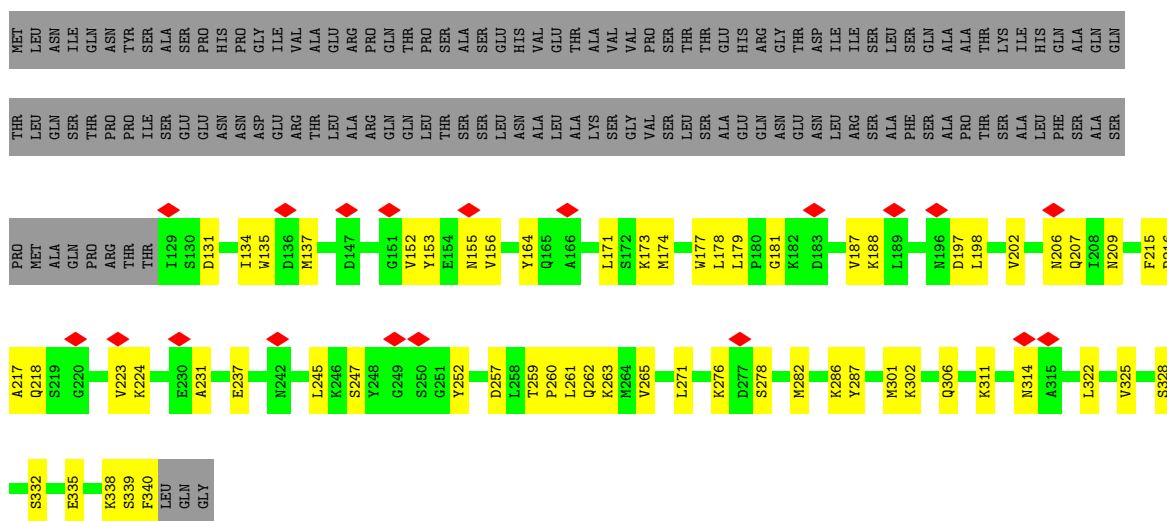 MET LEU ASN ILE GLN ASN TYR SER ALA SER PRO HIS PRO GLY ILE VAL ALA GLU ARG PRO GLN THR PRO SER ALA SER GLU HIS VAL GLU THR ALA VAL VAL PRO SER THR THR GLU HIS ARG GLY THR ASP ILE ILE SER LEU SER GLN ALA ALA THR LYS ILE HIS GLN ALA GLN GLN
THR LEU GLN SER THR PRO PRO ILE SER GLU GLU ASN ASN ASP GLU ARG THR LEU ALA ARG GLN GLN LEU THR SER SER LEU ASN ALA LEU ALA LYS SER GLY VAL SER LEU SER ALA GLU GLN ASN GLU ASN LEU ARG SER ALA PHE SER ALA PRO THR SER ALA LEU PHE SER ALA SER
PRO MET ALA GLN PRO ARG THR THR I129 S130 D131 I134 W135 D136 M137 D147 G151 V152 Y153 E154 N155 V156 Y164 Q165 A166 L171 S172 K173 M174 W177 L178 L179 P180 G181 K182 D183 V187 K188 L189 N196 D197 L198 V202 N206 Q207 I208 N209 F215
A217 Q218 S219 G220 V223 K224 E230 A231 E237 N242 L245 K246 S247 Y248 G249 S250 G251 Y252 D257 L258 T259 P260 L261 Q262 K263 M264 V265 L271 K276 D277 S278 M282 K286 Y287 M301 K302 Q306 K311 N314 A315 L322 V325 S328
S332 E335 K338 S339 F340 LEU GLN GLY